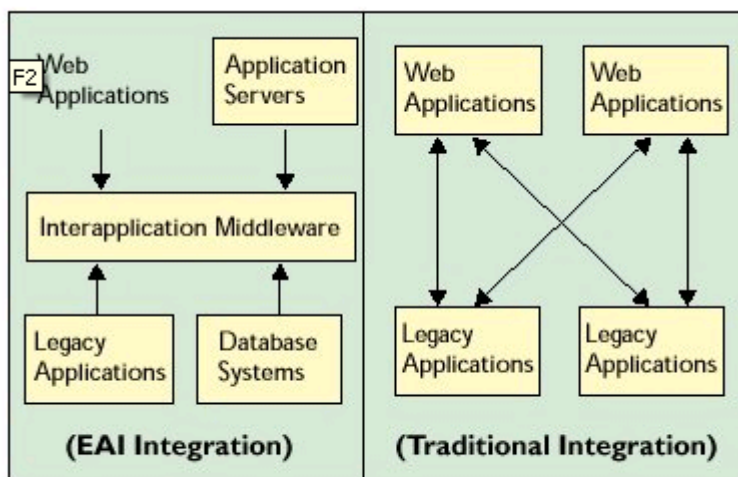 F2
Web
Applications
Application
Servers
Interapplication Middleware
Legacy
Applications
Database
Systems
(EAI Integration)
Web
Applications
Web
Applications
Legacy
Applications
Legacy
Applications
(Traditional Integration)